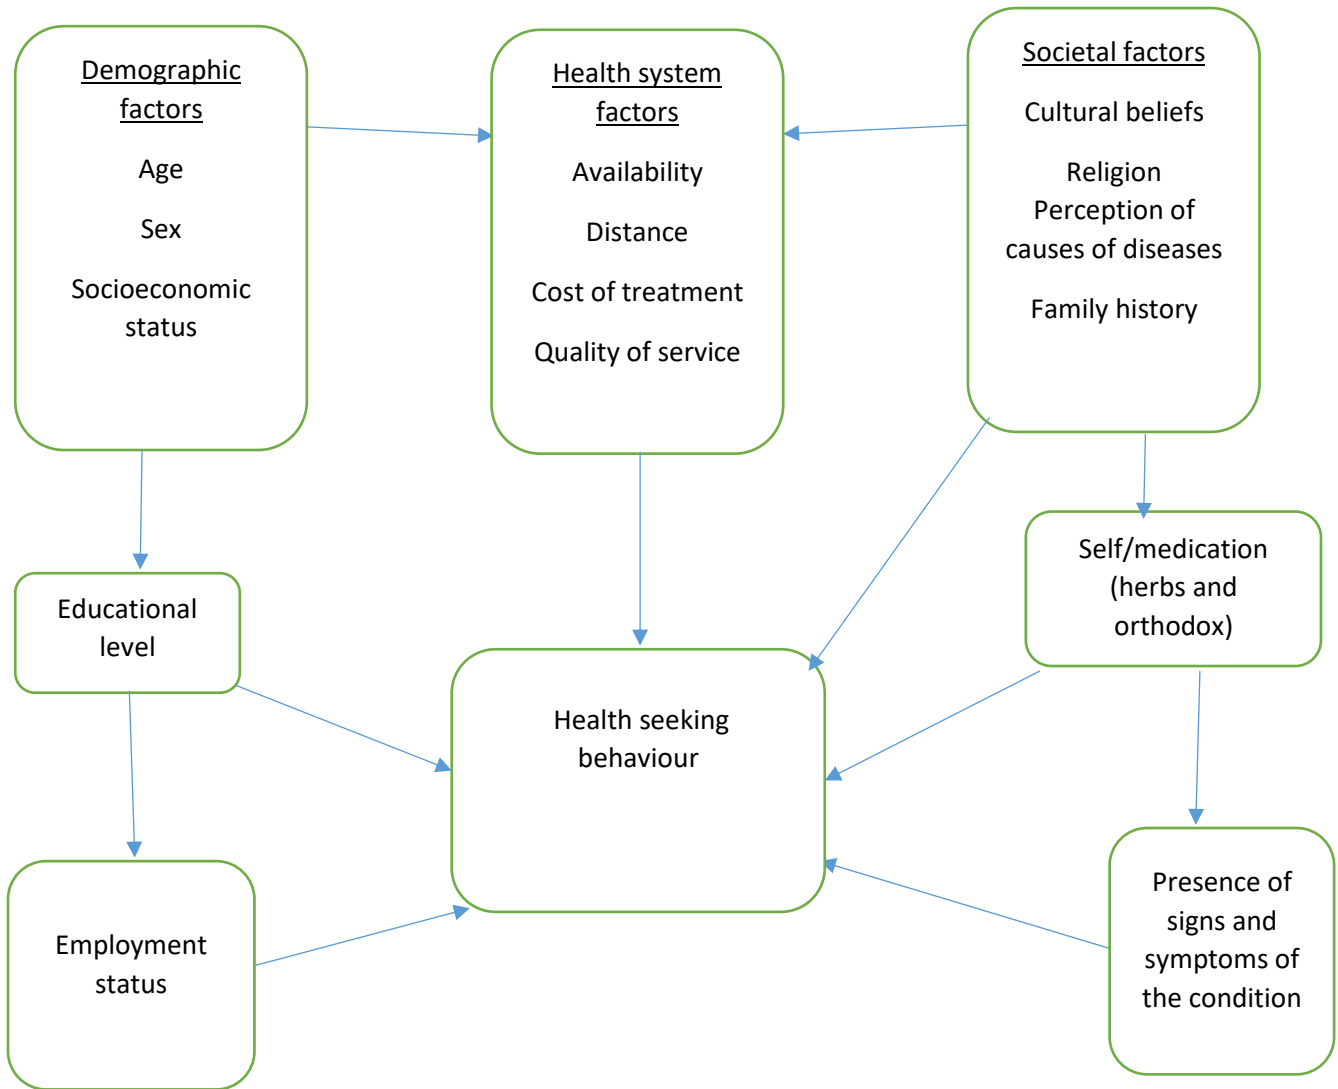 Demographic
factors
Age
Sex
Socioeconomic
status
Health system
factors
Availability
Distance
Cost of treatment
Quality of service
Societal factors
Cultural beliefs
Religion
Perception of
causes of diseases
Family history
Educational
level
Self/medication
(herbs and
orthodox)
Health seeking
behaviour
Employment
status
Presence of
signs and
symptoms of
the condition